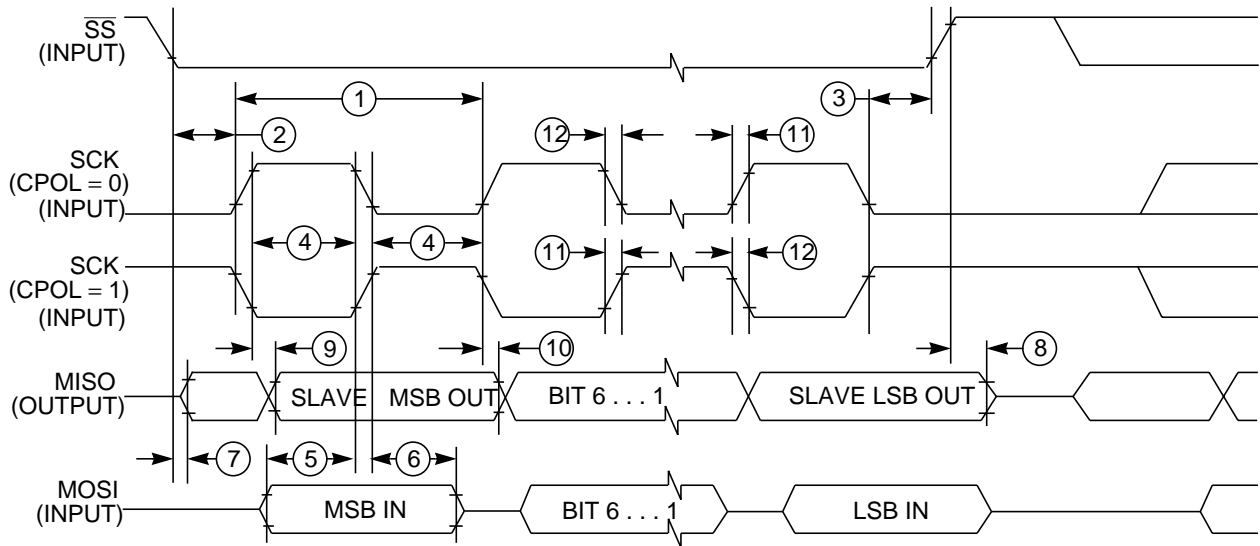 SS
(INPUT)
1
3
2
12
11
SCK
(CPOL = 0)
(INPUT)
4
4
11
12
SCK
(CPOL = 1)
(INPUT)
9
10
8
MISO
(OUTPUT)
SLAVE MSB OUT
BIT 6 . . . 1
SLAVE LSB OUT
7
5
6
MOSI
(INPUT)
MSB IN
BIT 6 . . . 1
LSB IN